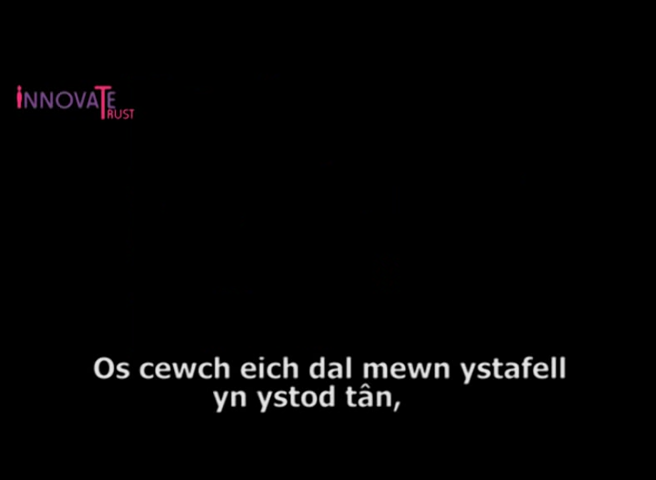 INNOVATE
TRUST
Os cewch eich dal mewn ystafell
yn ystod tân,